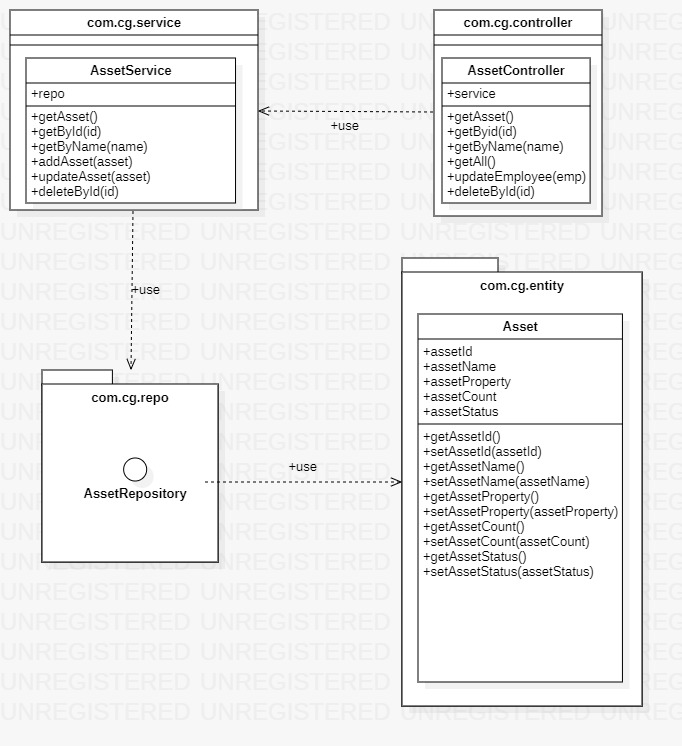 com.cg.service
AssetService
+repo
+getAsset()
+getById(id)
+getByName(name)
+addAsset(asset)
+updateAsset(asset)
+deleteById(id)
com.cg.controller
AssetController
+service
+getAsset()
+getByid(id)
+getByName(name)
+getAll()
+updateEmployee(emp)
+deleteById(id)
+use
+use
com.cg.repo
AssetRepository
+use
com.cg.entity
Asset
+assetId
+assetName
+assetProperty
+assetCount
+assetStatus
+getAssetId()
+setAssetId(assetId)
+getAssetName()
+setAssetName(assetName)
+getAssetProperty()
+setAssetProperty(assetProperty)
+getAssetCount()
+setAssetCount(assetCount)
+getAssetStatus()
+setAssetStatus(assetStatus)
UNREGISTERED